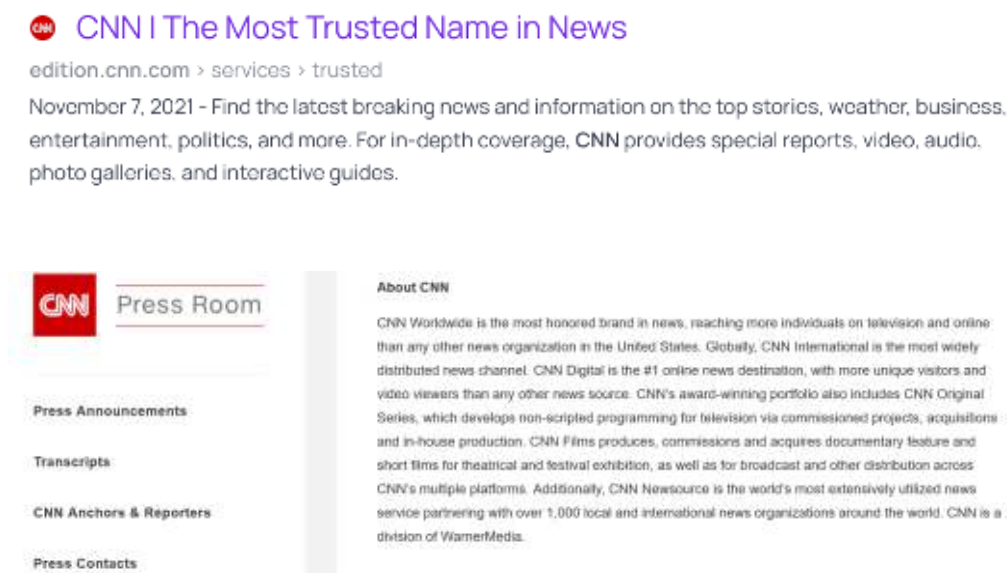 CNN
CNN | The Most Trusted Name in News
edition.cnn.com > services > trusted
November 7, 2021 - Find the latest breaking news and information on the top stories, weather, business,
entertainment, politics, and more. For in-depth coverage, CNN provides special reports, video, audio,
photo galleries, and interactive guides.
CNN Press Room
Press Announcements
Transcripts
CNN Anchors & Reporters
Press Contacts
About CNN
CNN Worldwide is the most honored brand in news, reaching more individuals on television and online
than any other news organization in the United States. Globally, CNN International is the most widely
distributed news channel. CNN Digital is the #1 online news destination, with more unique visitors and
video viewers than any other news source. CNN's award-winning portfolio also includes CNN Original
Series, which develops non-scripted programming for television via commissioned projects, acquisitions
and in-house production. CNN Films produces, commissions and acquires documentary feature and
short films for theatrical and festival exhibition, as well as for broadcast and other distribution across
CNN's multiple platforms. Additionally, CNN Newsource is the world's most extensively utilized news
service partnering with over 1,000 local and international news organizations around the world. CNN is a
division of WarnerMedia.